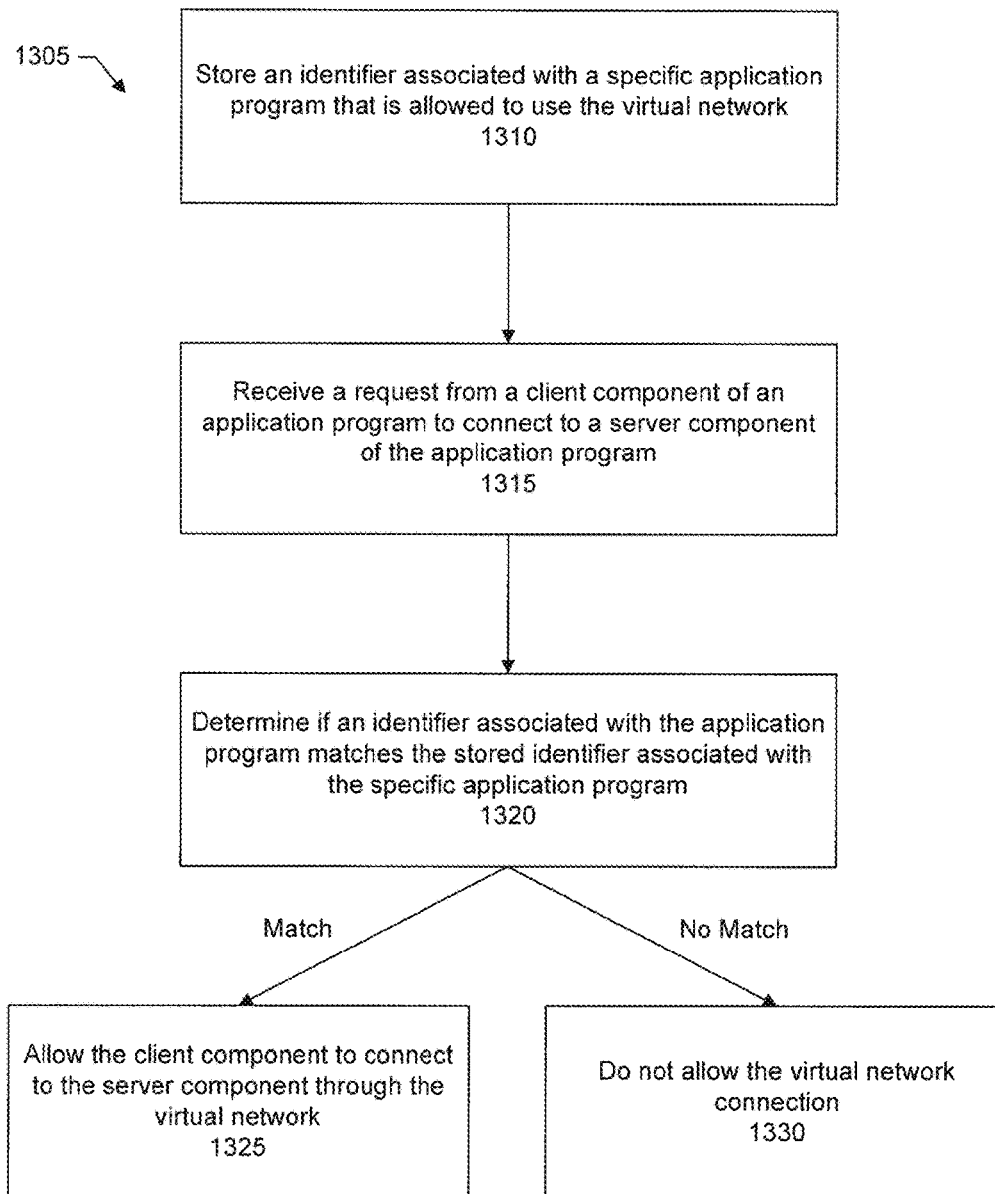 1305
Store an identifier associated with a specific application
program that is allowed to use the virtual network
1310
Receive a request from a client component of an
application program to connect to a server component
of the application program
1315
Determine if an identifier associated with the application
program matches the stored identifier associated with
the specific application program
1320
Match
No Match
Allow the client component to connect
to the server component through the
virtual network
1325
Do not allow the virtual network
connection
1330